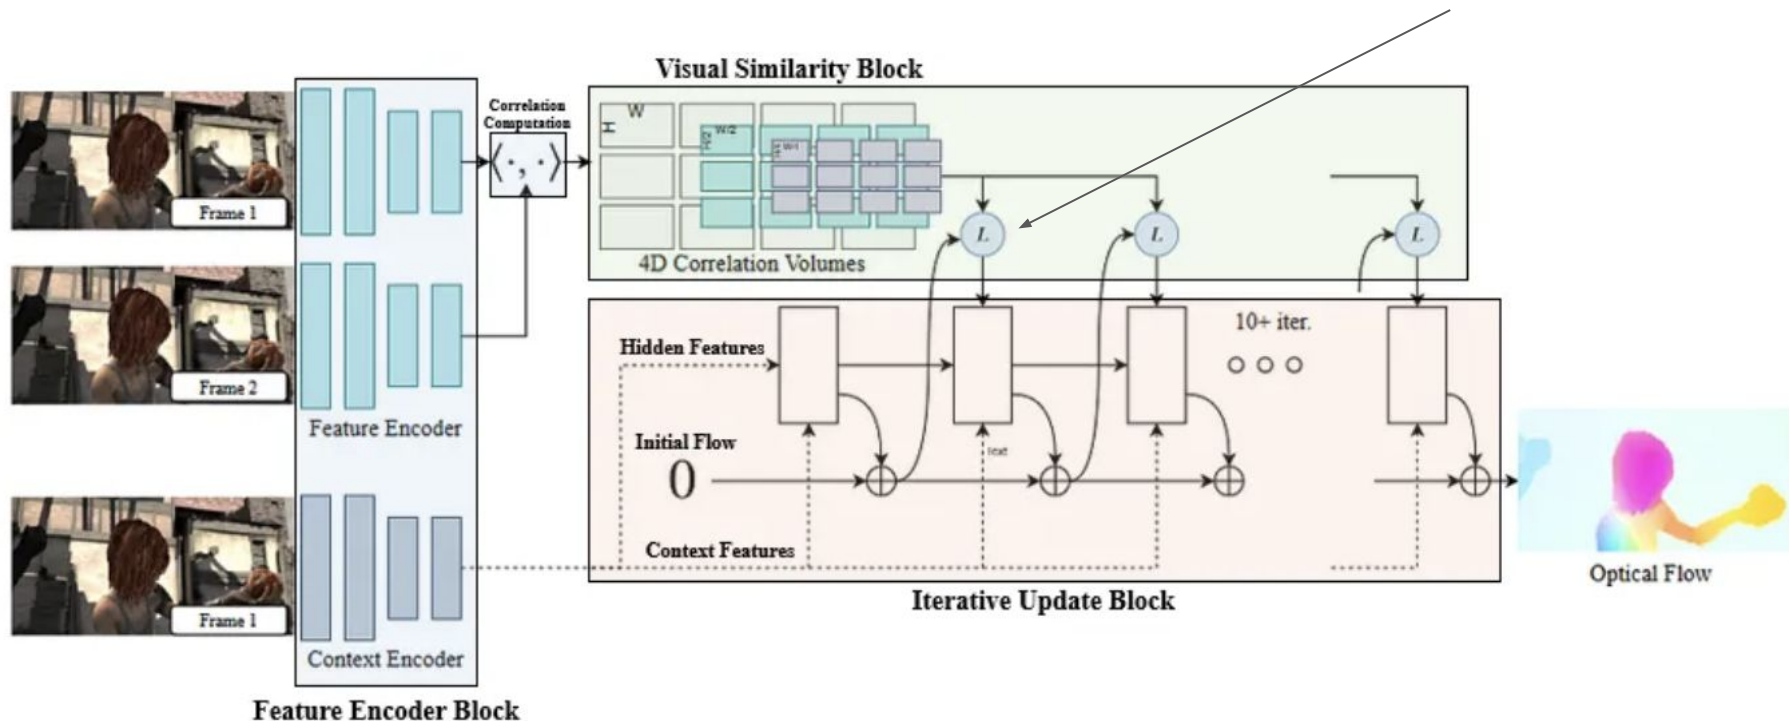 Visual Similarity Block
Correlation
Computation
⟨·, ·⟩
W
H
W/2
H/2
4D Correlation Volumes
L
L
L
Frame 1
Frame 2
Feature Encoder
Frame 1
Context Encoder
Feature Encoder Block
Hidden Features
10+ iter.
Initial Flow
0
Text
Context Features
Iterative Update Block
Optical Flow